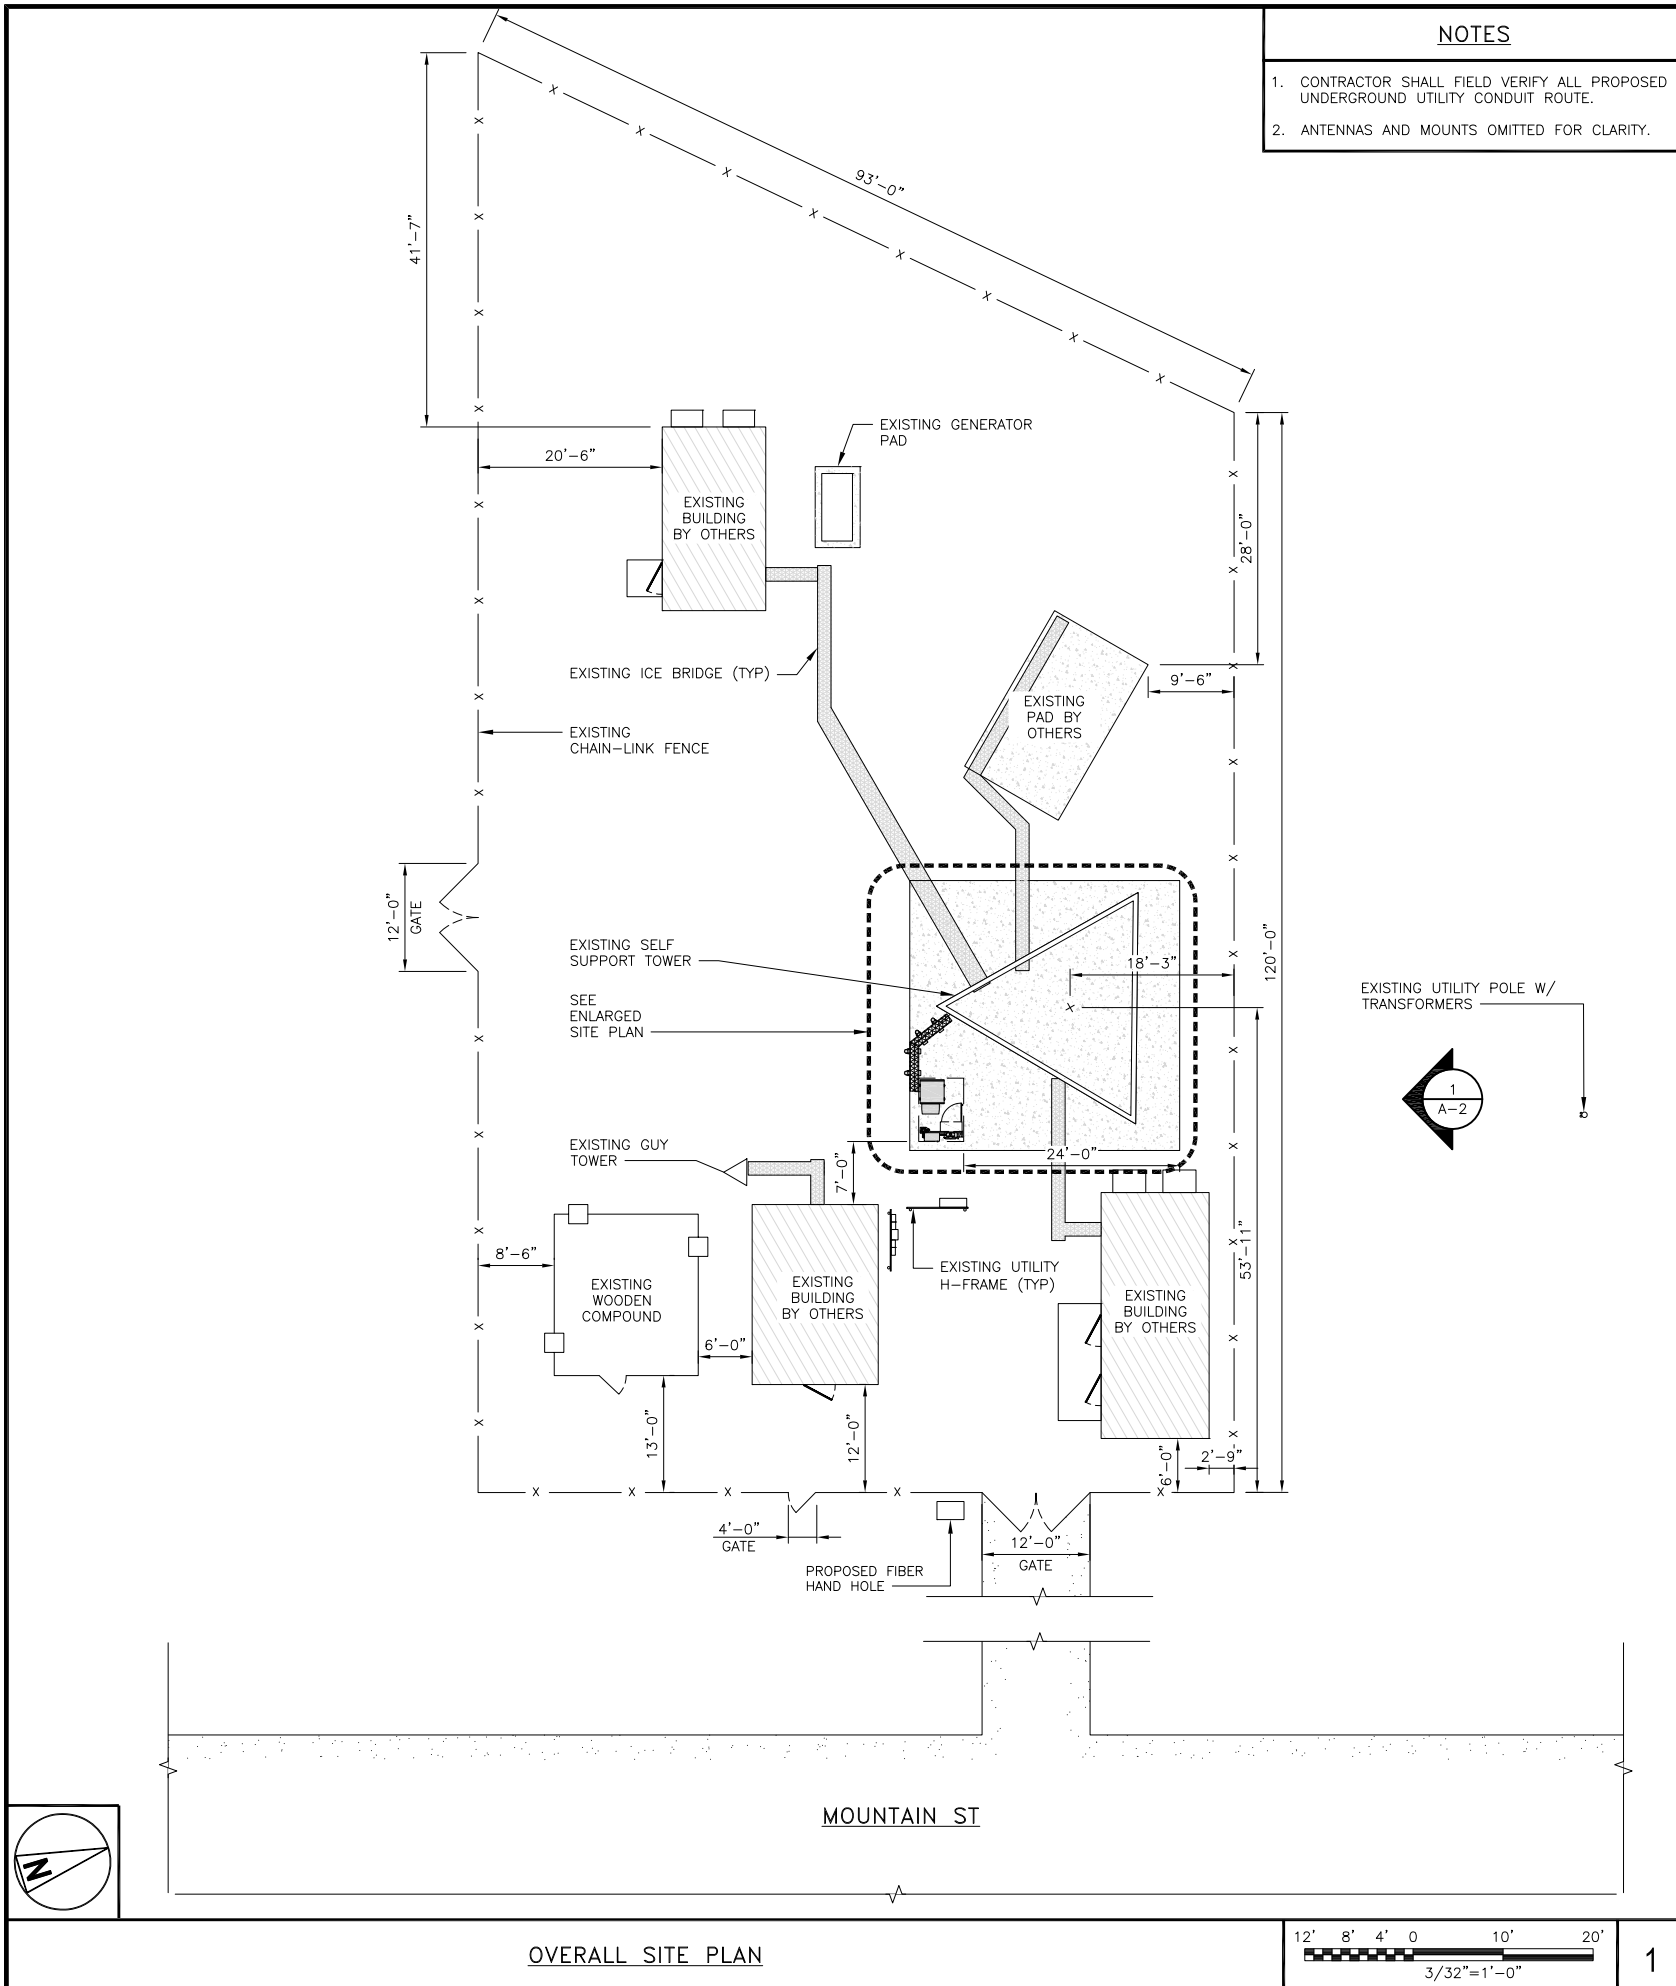 NOTES
1. CONTRACTOR SHALL FIELD VERIFY ALL PROPOSED
UNDERGROUND UTILITY CONDUIT ROUTE.
2. ANTENNAS AND MOUNTS OMITTED FOR CLARITY.
93'-0"
41'-7"
EXISTING GENERATOR
PAD
20'-6"
EXISTING
BUILDING
BY OTHERS
28'-0"
EXISTING ICE BRIDGE (TYP)
9'-6"
EXISTING
PAD BY
OTHERS
EXISTING
CHAIN-LINK FENCE
12'-0"
GATE
EXISTING SELF
SUPPORT TOWER
18'-3"
120'-0"
SEE
ENLARGED
SITE PLAN
EXISTING UTILITY POLE W/
TRANSFORMERS
1
A-2
EXISTING GUY
TOWER
7'-0"
24'-0"
8'-6"
EXISTING
WOODEN
COMPOUND
EXISTING
BUILDING
BY OTHERS
EXISTING UTILITY
H-FRAME (TYP)
53'-11"
EXISTING
BUILDING
BY OTHERS
6'-0"
13'-0"
12'-0"
6'-0"
2'-9"
4'-0"
GATE
12'-0"
GATE
PROPOSED FIBER
HAND HOLE
MOUNTAIN ST
N
OVERALL SITE PLAN
12' 8' 4' 0 10' 20'
3/32"=1'-0"
1